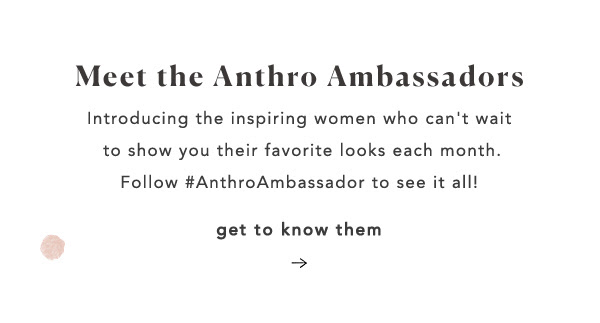 Meet the Anthro Ambassadors
Introducing the inspiring women who can't wait
to show you their favorite looks each month.
Follow #AnthroAmbassador to see it all!
get to know them
→